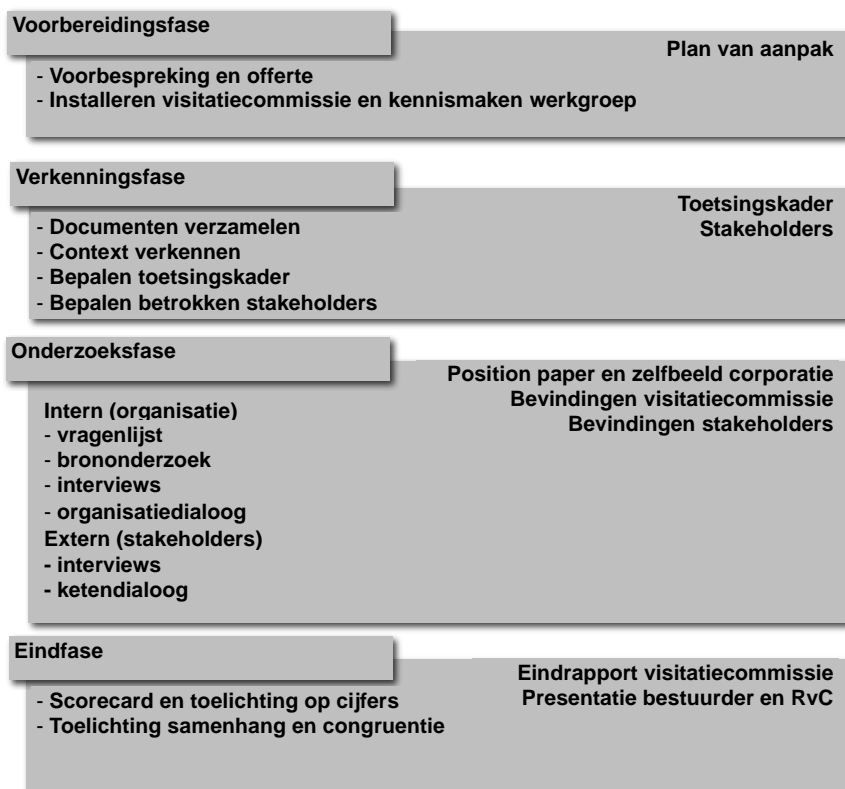 Voorbereidingsfase
Plan van aanpak
- Voorbespreking en offerte
- Installeren visitatiecommissie en kennismaken werkgroep
Verkenningsfase
Toetsingskader
Stakeholders
- Documenten verzamelen
- Context verkennen
- Bepalen toetsingskader
- Bepalen betrokken stakeholders
Onderzoeksfase
Position paper en zelfbeeld corporatie
Bevindingen visitatiecommissie
Bevindingen stakeholders
Intern (organisatie)
- vragenlijst
- brononderzoek
- interviews
- organisatiedialoog
Extern (stakeholders)
- interviews
- ketendialoog
Eindfase
Eindrapport visitatiecommissie
Presentatie bestuurder en RvC
- Scorecard en toelichting op cijfers
- Toelichting samenhang en congruentie